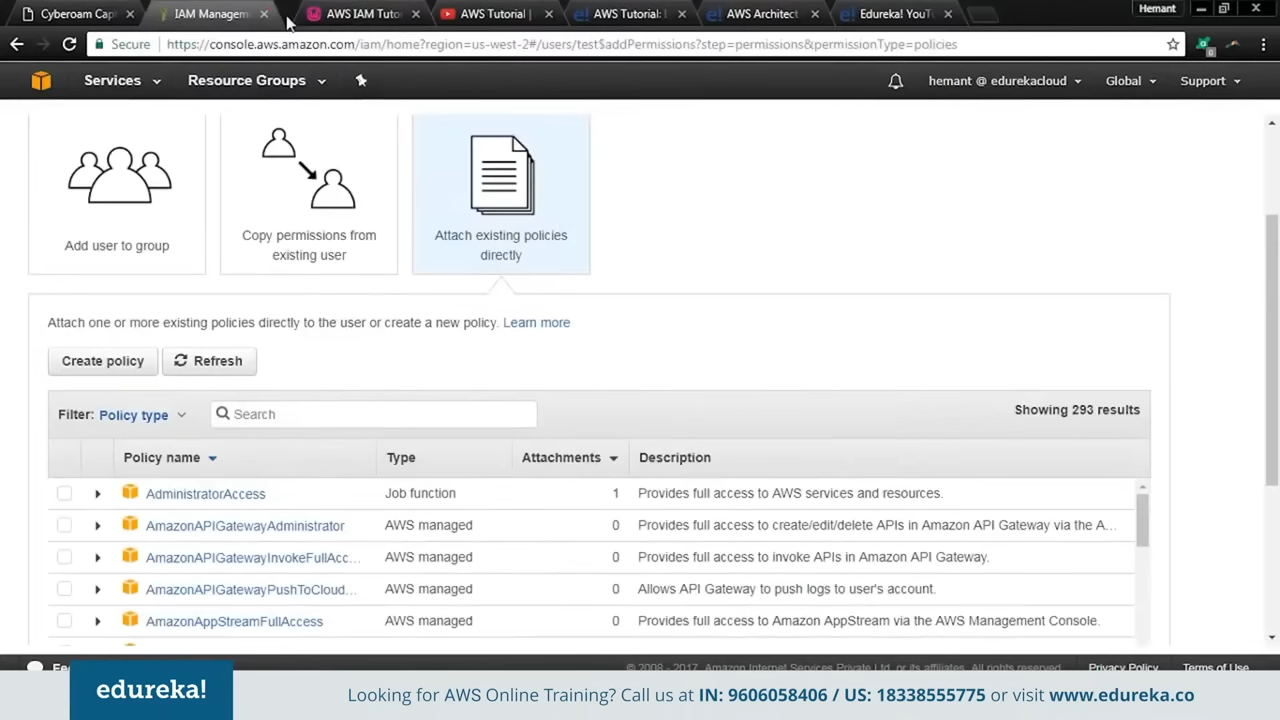 Cyberoam Cap
IAM Managem
AWS IAM Tuto
AWS Tutorial |
AWS Tutorial:
AWS Architect
Edureka! YouT
Hemant
Secure
https://console.aws.amazon.com/iam/home?region=us-west-2#/users/test$addPermissions?step=permissions&permissionType=policies
0
Services
Resource Groups
hemant @ edurekacloud
Global
Support
Add user to group
Copy permissions from
existing user
Attach existing policies
directly
Attach one or more existing policies directly to the user or create a new policy. Learn more
Create policy
Refresh
Filter: Policy type
Search
Showing 293 results
Policy name
Type
Attachments
Description
AdministratorAccess
Job function
1
Provides full access to AWS services and resources.
AmazonAPIGatewayAdministrator
AWS managed
0
Provides full access to create/edit/delete APIs in Amazon API Gateway via the A...
AmazonAPIGatewayInvokeFullAcc...
AWS managed
0
Provides full access to invoke APIs in Amazon API Gateway.
AmazonAPIGatewayPushToCloud...
AWS managed
0
Allows API Gateway to push logs to user's account.
AmazonAppStreamFullAccess
AWS managed
0
Provides full access to Amazon AppStream via the AWS Management Console.
© 2008 - 2017, Amazon Internet Services Private Ltd. or its affiliates. All rights reserved.
Privacy Policy
Terms of Use
edureka!
Looking for AWS Online Training? Call us at IN: 9606058406 / US: 18338555775 or visit www.edureka.co